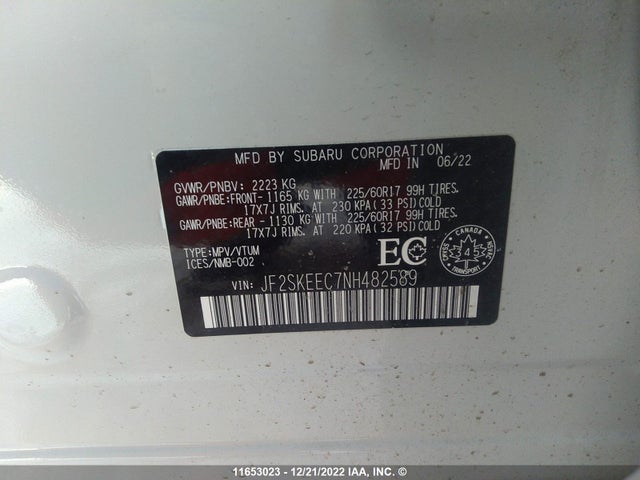 MFD BY SUBARU CORPORATION
MFD IN 06/22
GVWR/PNBV: 2223 KG
GAWR/PNBE:FRONT-1165 KG WITH 225/60R17 99H TIRES.
17X7J RIMS. AT 230 KPA(33 PSI)COLD
GAWR/PNBE:REAR -1130 KG WITH 225/60R17 99H TIRES.
17X7J RIMS. AT 220 KPA(32 PSI)COLD
TYPE:MPV/VTUM
ICES/NMB-002
EC
CANADA
TRANSPORT
VIN: JF2SKEEC7NH482589
11653023 - 12/21/2022 IAA, Inc. ©